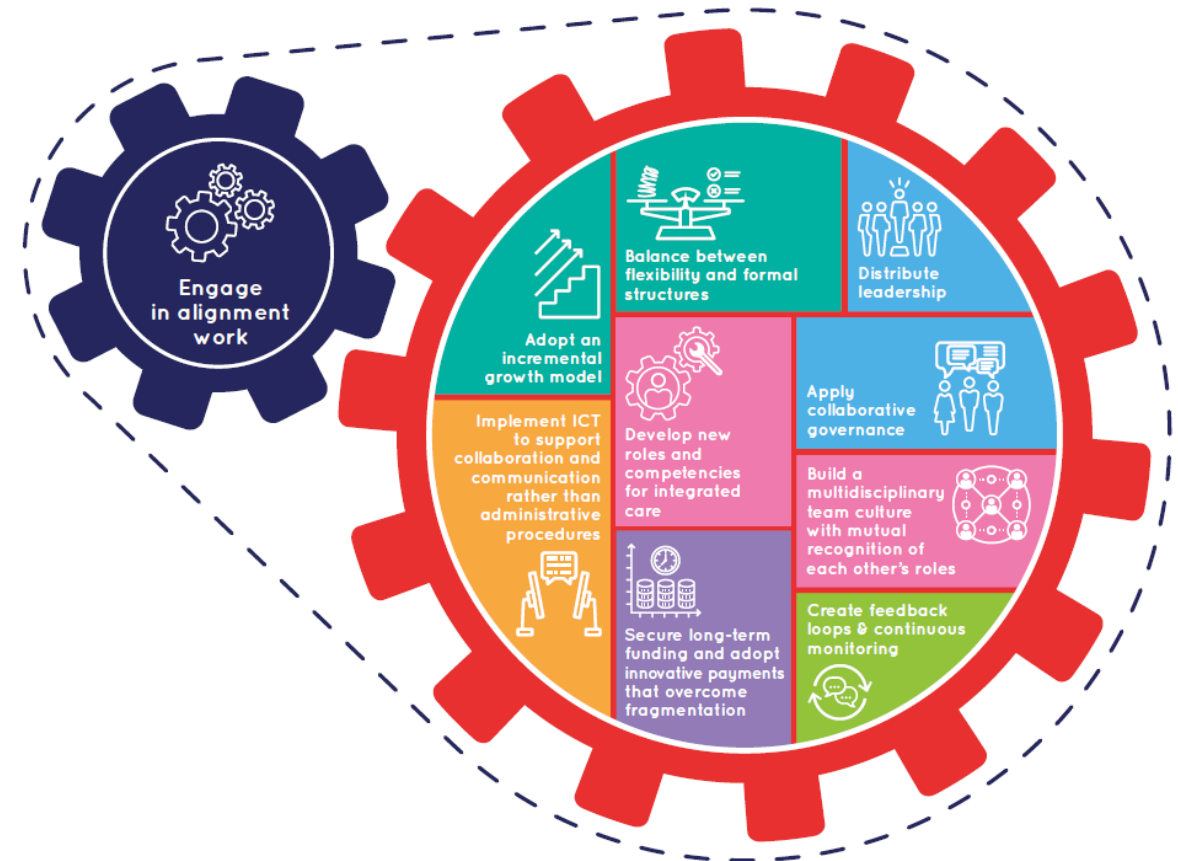 Engage
in alignment
work
Adopt an
incremental
growth model
Balance between
flexibility and formal
structures
Distribute
leadership
Implement ICT
to support
collaboration and
communication
rather than
administrative
procedures
Develop new
roles and
competencies
for integrated
care
Apply
collaborative
governance
Build a
multidisciplinary
team culture
with mutual
recognition of
each other's roles
Secure long-term
funding and adopt
innovative payments
that overcome
fragmentation
Create feedback
loops & continuous
monitoring